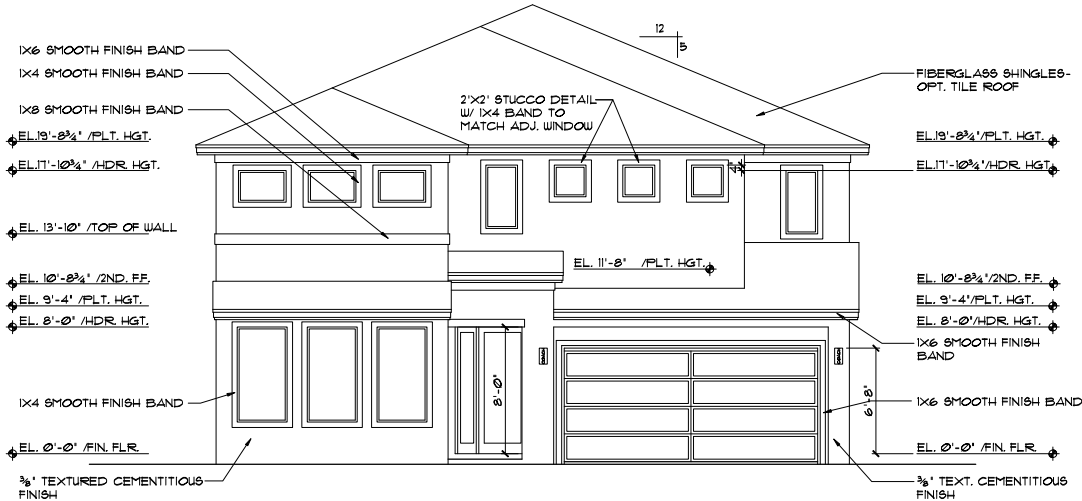 12
5
1X6 SMOOTH FINISH BAND
1X4 SMOOTH FINISH BAND
1X8 SMOOTH FINISH BAND
EL.19'-8¾" /PLT. HGT.
EL.17'-10¾" /HDR. HGT.
EL. 13'-10" /TOP OF WALL
EL. 10'-8¾" /2ND. F.F.
EL. 9'-4" /PLT. HGT.
EL. 8'-0" /HDR. HGT.
1X4 SMOOTH FINISH BAND
EL. 0'-0" /FIN. FLR.
⅜" TEXTURED CEMENTITIOUS
FINISH
2'X2' STUCCO DETAIL
W/ 1X4 BAND TO
MATCH ADJ. WINDOW
4"
EL. 11'-8" /PLT. HGT.
8'-0"
6'-8"
FIBERGLASS SHINGLES-
OPT. TILE ROOF
EL.19'-8¾"/PLT. HGT.
EL.17'-10¾"/HDR. HGT.
EL. 10'-8¾"/2ND. F.F.
EL. 9'-4"/PLT. HGT.
EL. 8'-0"/HDR. HGT.
1X6 SMOOTH FINISH
BAND
1X6 SMOOTH FINISH BAND
EL. 0'-0" /FIN. FLR.
⅜" TEXT. CEMENTITIOUS
FINISH